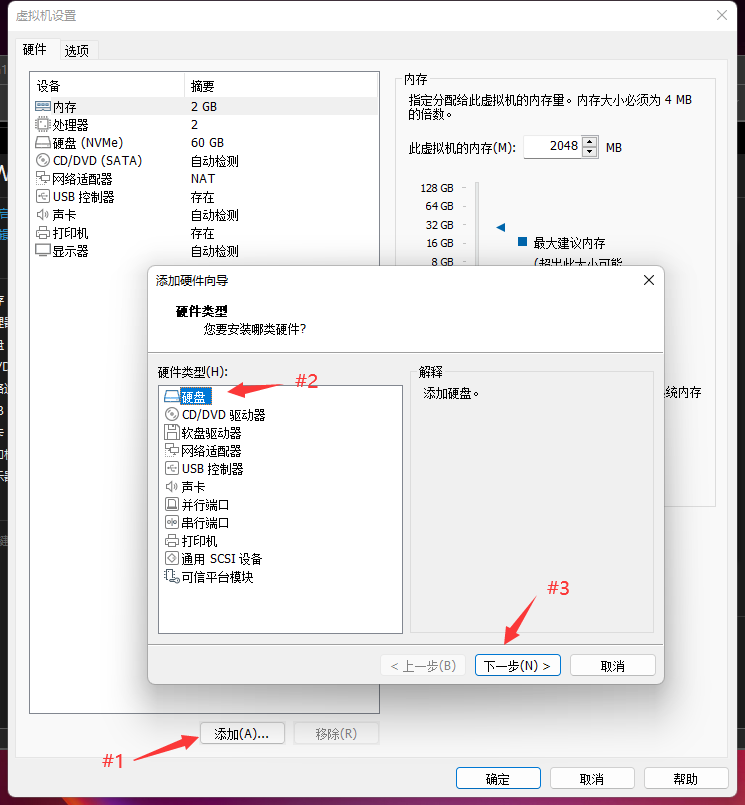 虚拟机设置
硬件 选项
设备 摘要
内存 2 GB
处理器 2
硬盘 (NVMe) 60 GB
CD/DVD (SATA) 自动检测
网络适配器 NAT
USB 控制器 存在
声卡 自动检测
打印机 存在
显示器 自动检测
内存
指定分配给此虚拟机的内存量。内存大小必须为 4 MB
的倍数。
此虚拟机的内存(M): 2048 MB
128 GB
64 GB
32 GB
16 GB
8 GB
最大建议内存
(超出此大小可能
统内存
添加硬件向导
硬件类型
您要安装哪类硬件?
硬件类型(H):
#2
硬盘
CD/DVD 驱动器
软盘驱动器
网络适配器
USB 控制器
声卡
并行端口
串行端口
打印机
通用 SCSI 设备
可信平台模块
解释
添加硬盘。
#3
< 上一步(B) 下一步(N) > 取消
#1
添加(A)... 移除(R)
确定 取消 帮助